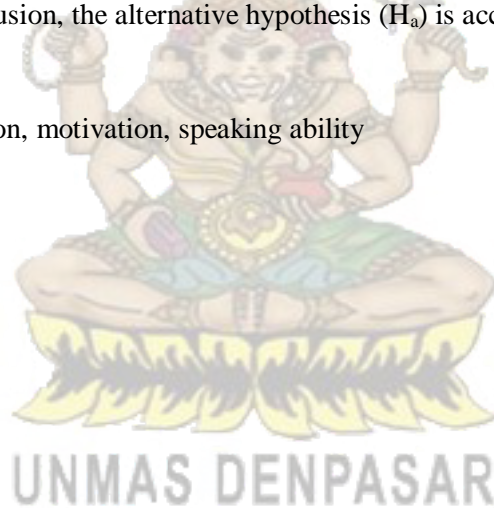 usion, the alternative hypothesis (Hₐ) is acc
on, motivation, speaking ability
UNMAS DENPASAR